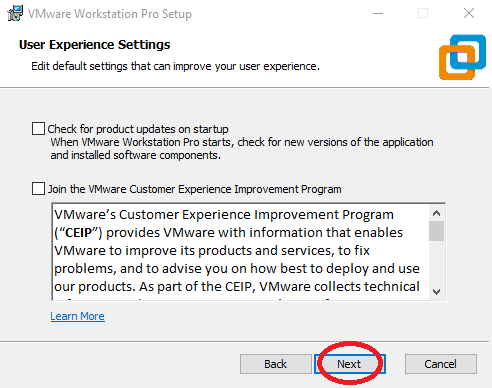 VMware Workstation Pro Setup
User Experience Settings
Edit default settings that can improve your user experience.
Check for product updates on startup
When VMware Workstation Pro starts, check for new versions of the application
and installed software components.
Join the VMware Customer Experience Improvement Program
VMware's Customer Experience Improvement Program
("CEIP") provides VMware with information that enables
VMware to improve its products and services, to fix
problems, and to advise you on how best to deploy and use
our products. As part of the CEIP, VMware collects technical
Learn More
Back
Next
Cancel